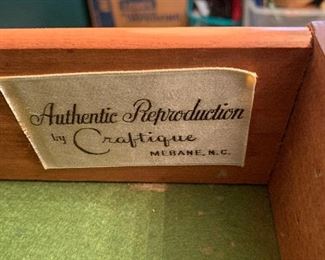 Authentic Reproduction
by Craftique
MEBANE, N.C.